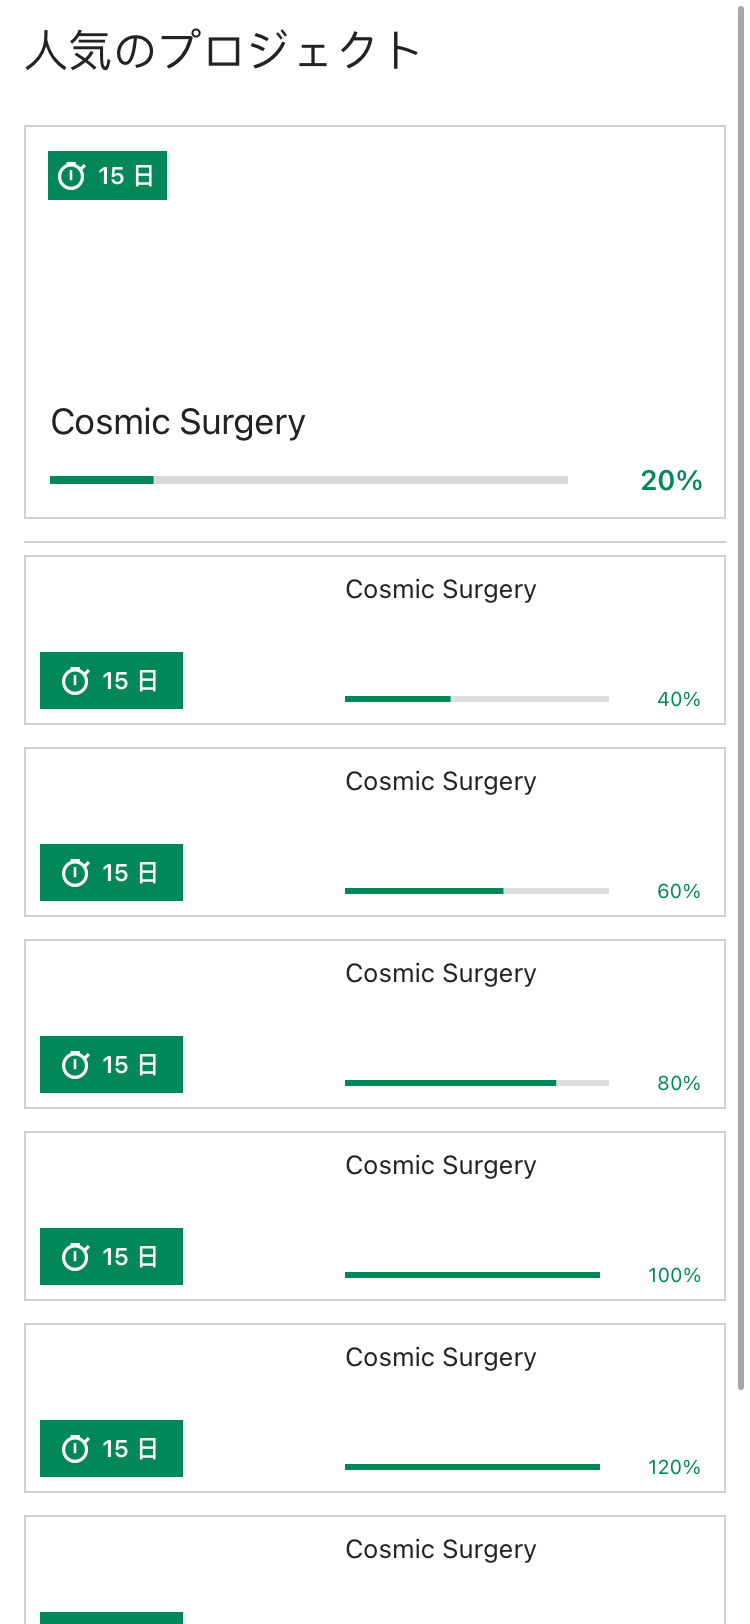 人気のプロジェクト
15 日
Cosmic Surgery
20%
Cosmic Surgery
15 日
40%
Cosmic Surgery
15 日
60%
Cosmic Surgery
15 日
80%
Cosmic Surgery
15 日
100%
Cosmic Surgery
15 日
120%
Cosmic Surgery